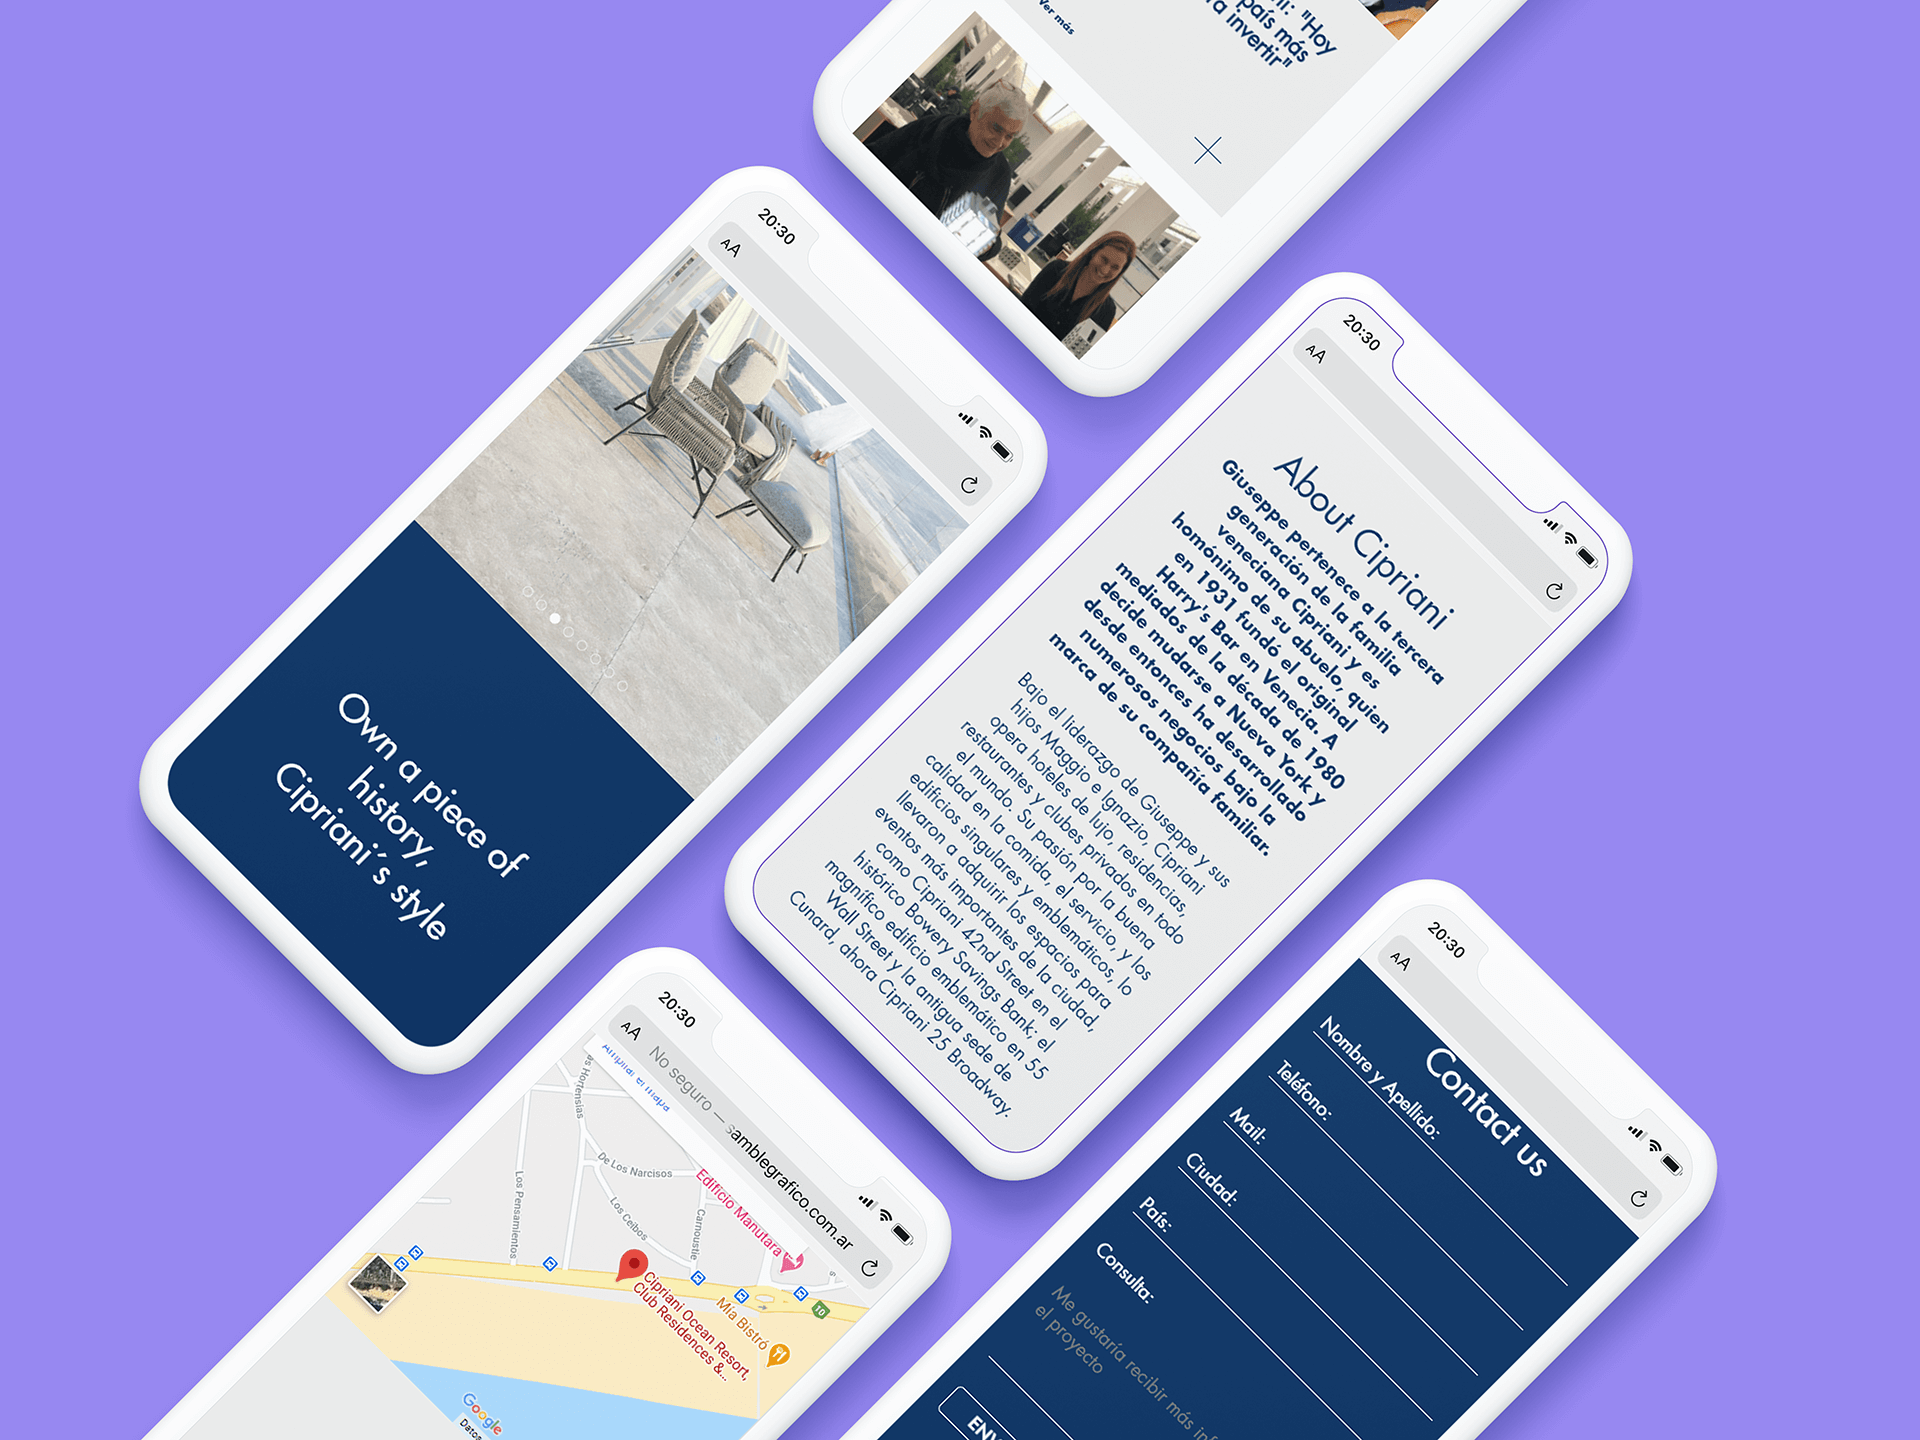 "Hoy
país más
invertir"
Ver más
20:30
AA
Own a piece of
history,
Cipriani´s style
20:30
AA
About Cipriani
Giuseppe pertenece a la tercera
generación de la familia
veneciana Cipriani y es
homónimo de su abuelo, quien
en 1931 fundó el original
Harry's Bar en Venecia. A
mediados de la década de 1980
decide mudarse a Nueva York y
desde entonces ha desarrollado
numerosos negocios bajo la
marca de su compañía familiar.
Bajo el liderazgo de Giuseppe y sus
hijos Maggio e Ignazio, Cipriani
opera hoteles de lujo, residencias,
restaurantes y clubes privados en todo
el mundo. Su pasión por la buena
calidad en la comida, el servicio, y los
edificios singulares y emblemáticos, lo
llevaron a adquirir los espacios para
eventos más importantes de la ciudad,
como Cipriani 42nd Street en el
histórico Bowery Savings Bank; el
magnífico edificio emblemático en 55
Wall Street y la antigua sede de
Cunard, ahora Cipriani 25 Broadway.
20:30
AA
No seguro — samblegrafico.com.ar
Ampliar el mapa
as Hortensias
De Los Narcisos
Los Pensamientos
Los Ceibos
Carnoustie
Edificio Manutara
Cipriani Ocean Resort,
Club Residences &...
Mia Bistró
10
Google
Datos
20:30
AA
Contact us
Nombre y Apellido:
Teléfono:
Mail:
Ciudad:
País:
Consulta:
Me gustaría recibir más inf
el proyecto
ENV